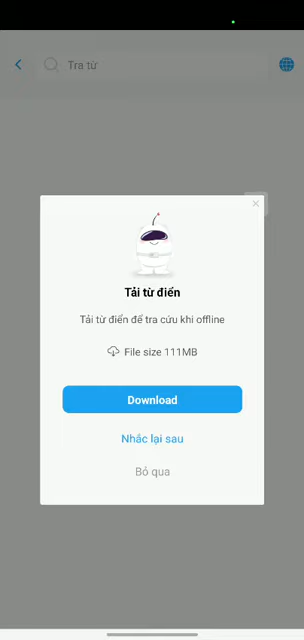 Tra từ
Tải từ điển
Tải từ điển để tra cứu khi offline
File size 111MB
Download
Nhắc lại sau
Bỏ qua